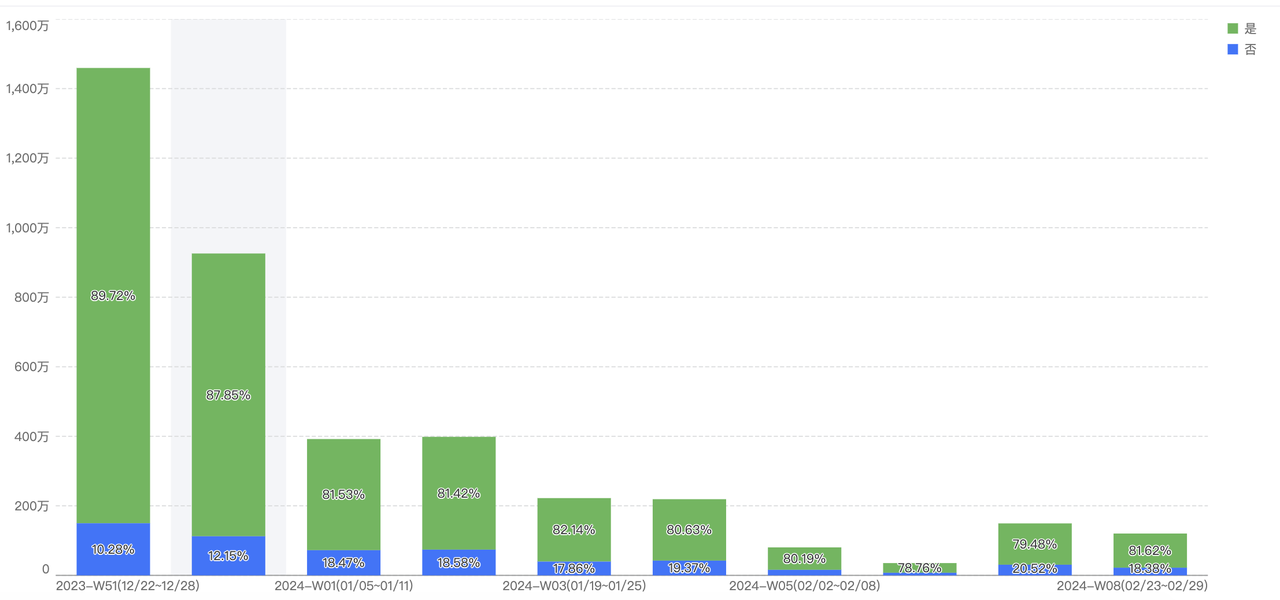 1,600万
1,400万
1,200万
1,000万
800万
600万
400万
200万
0
是
否
89.72%
10.28%
87.85%
12.15%
81.53%
18.47%
81.42%
18.58%
82.14%
17.86%
80.63%
19.37%
80.19%
78.76%
79.48%
20.52%
81.62%
18.38%
2023-W51(12/22~12/28)
2024-W01(01/05~01/11)
2024-W03(01/19~01/25)
2024-W05(02/02~02/08)
2024-W08(02/23~02/29)